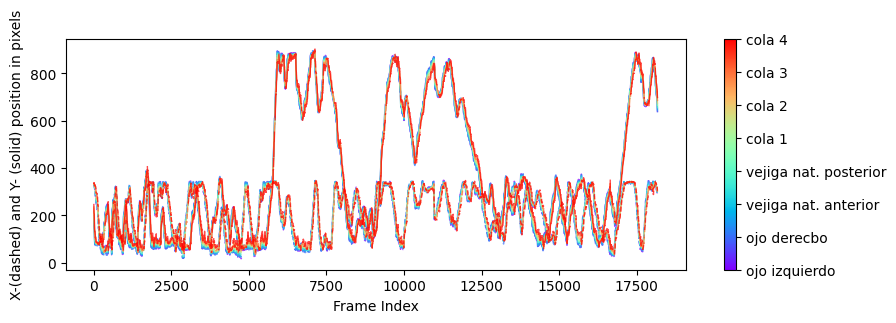 X-(dashed) and Y- (solid) position in pixels
800
600
400
200
0
0
2500
5000
7500
10000
12500
15000
17500
Frame Index
cola 4
cola 3
cola 2
cola 1
vejiga nat. posterior
vejiga nat. anterior
ojo derecbo
ojo izquierdo